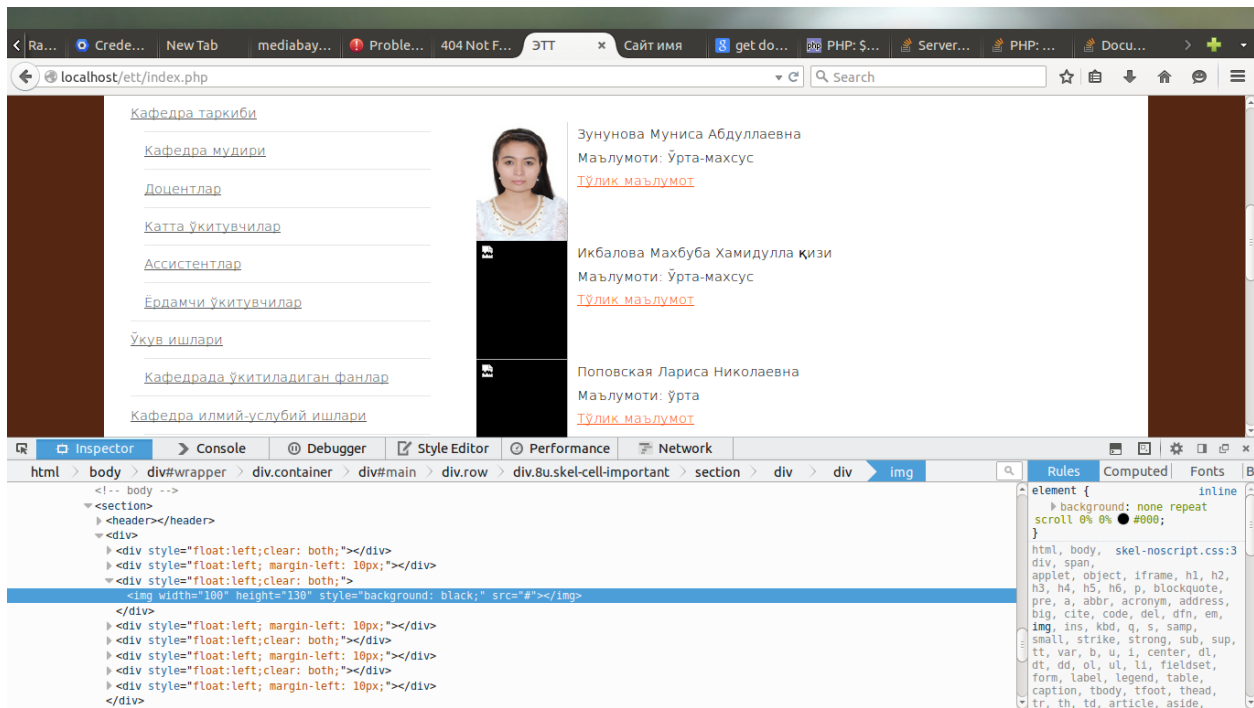 Ra... Crede... New Tab mediabay... Proble... 404 Not F... ЭТТ × Сайт имя get do... PHP: $... Server... PHP: ... Docu...
localhost/ett/index.php Search
Кафедра таркиби
Кафедра мудири
Доцентлар
Катта ўкитувчилар
Ассистентлар
Ёрдамчи ўкитувчилар
Ўкув ишлари
Кафедрада ўкитиладиган фанлар
Кафедра илмий-услубий ишлари
Зунунова Муниса Абдуллаевна
Маълумоти: Ўрта-махсус
Тўлик маълумот
Икбалова Махбуба Хамидулла қизи
Маълумоти: Ўрта-махсус
Тўлик маълумот
Поповская Лариса Николаевна
Маълумоти: ўрта
Тўлик маълумот
Inspector Console Debugger Style Editor Performance Network
html body div#wrapper div.container div#main div.row div.8u.skel-cell-important section div div img
Rules Computed Fonts B
<!-- body -->
<section>
<header></header>
<div>
<div style="float:left;clear: both;"></div>
<div style="float:left; margin-left: 10px;"></div>
<div style="float:left;clear: both;">
<img width="100" height="130" style="background: black;" src="#"></img>
</div>
<div style="float:left; margin-left: 10px;"></div>
<div style="float:left;clear: both;"></div>
<div style="float:left; margin-left: 10px;"></div>
<div style="float:left;clear: both;"></div>
<div style="float:left; margin-left: 10px;"></div>
</div>
element { inline
background: none repeat
scroll 0% 0% #000;
}
html, body, skel-noscript.css:3
div, span,
applet, object, iframe, h1, h2,
h3, h4, h5, h6, p, blockquote,
pre, a, abbr, acronym, address,
big, cite, code, del, dfn, em,
img, ins, kbd, q, s, samp,
small, strike, strong, sub, sup,
tt, var, b, u, i, center, dl,
dt, dd, ol, ul, li, fieldset,
form, label, legend, table,
caption, tbody, tfoot, thead,
tr, th, td, article, aside,